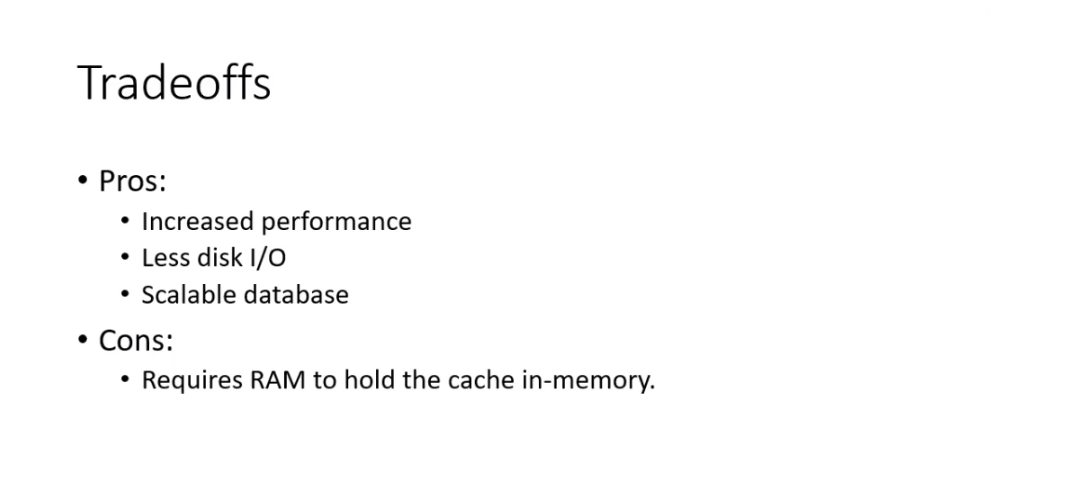 Tradeoffs
• Pros:
• Increased performance
• Less disk I/O
• Scalable database
• Cons:
• Requires RAM to hold the cache in-memory.